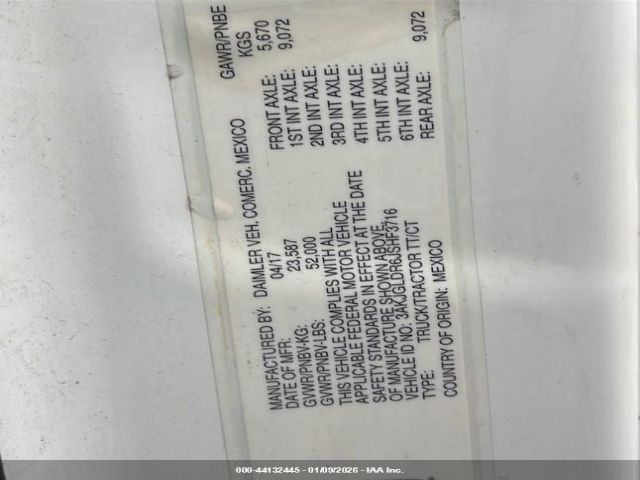 MANUFACTURED BY: DAIMLER VEH. COMERC. MEXICO
DATE OF MFR: 04/17
GVWR/PNBV-KG: 23,587
GVWR/PNBV-LBS: 52,000
THIS VEHICLE COMPLIES WITH ALL
APPLICABLE FEDERAL MOTOR VEHICLE
SAFETY STANDARDS IN EFFECT AT THE DATE
OF MANUFACTURE SHOWN ABOVE.
VEHICLE ID NO: 3AKJGLDR6JSHF3716
TYPE: TRUCK/TRACTOR TT/CT
COUNTRY OF ORIGIN: MEXICO
GAWR/PNBE
KGS
FRONT AXLE: 5,670
1ST INT AXLE: 9,072
2ND INT AXLE:
3RD INT AXLE:
4TH INT AXLE:
5TH INT AXLE:
6TH INT AXLE:
REAR AXLE: 9,072
000-44132445 - 01/09/2026 - IAA Inc.